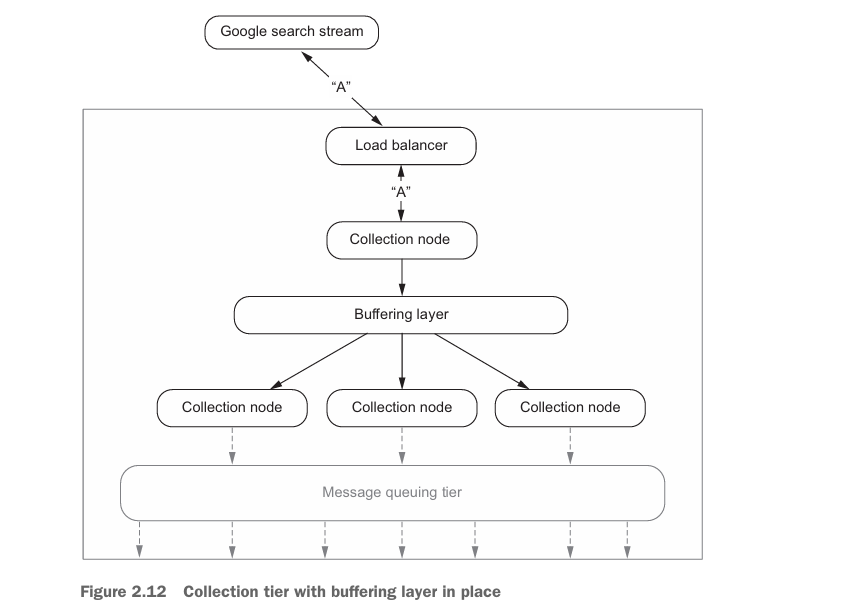 Google search stream
“A”
Load balancer
“A”
Collection node
Buffering layer
Collection node Collection node Collection node
Message queuing tier
Figure 2.12 Collection tier with buffering layer in place